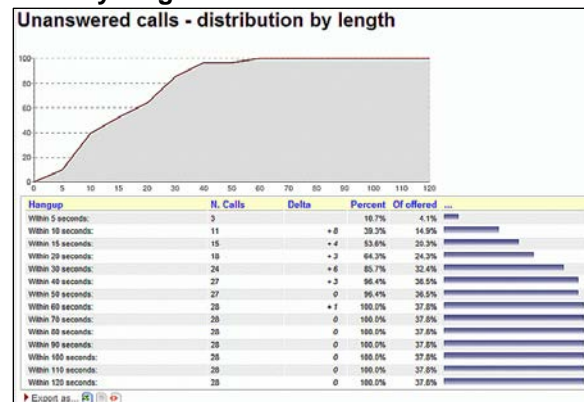 Unanswered calls - distribution by length
100
80
60
40
20
0
0 5 10 15 20 30 40 50 60 70 80 90 100 110 120
Hangup N. Calls Delta Percent Of offered ...
Within 5 seconds: 3 10.7% 4.1%
Within 10 seconds: 11 + 8 39.3% 14.9%
Within 15 seconds: 15 + 4 53.6% 20.3%
Within 20 seconds: 18 + 3 64.3% 24.3%
Within 30 seconds: 24 + 6 85.7% 32.4%
Within 40 seconds: 27 + 3 96.4% 36.5%
Within 50 seconds: 27 0 96.4% 36.5%
Within 60 seconds: 28 + 1 100.0% 37.8%
Within 70 seconds: 28 0 100.0% 37.8%
Within 80 seconds: 28 0 100.0% 37.8%
Within 90 seconds: 28 0 100.0% 37.8%
Within 100 seconds: 28 0 100.0% 37.8%
Within 110 seconds: 28 0 100.0% 37.8%
Within 120 seconds: 28 0 100.0% 37.8%
Export as...